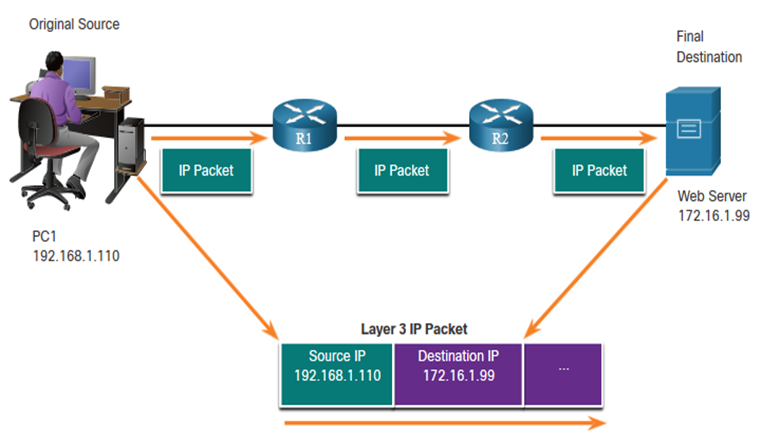 Original Source
Final
Destination
R1
R2
IP Packet
IP Packet
IP Packet
Web Server
172.16.1.99
PC1
192.168.1.110
Layer 3 IP Packet
Source IP
192.168.1.110
Destination IP
172.16.1.99
...